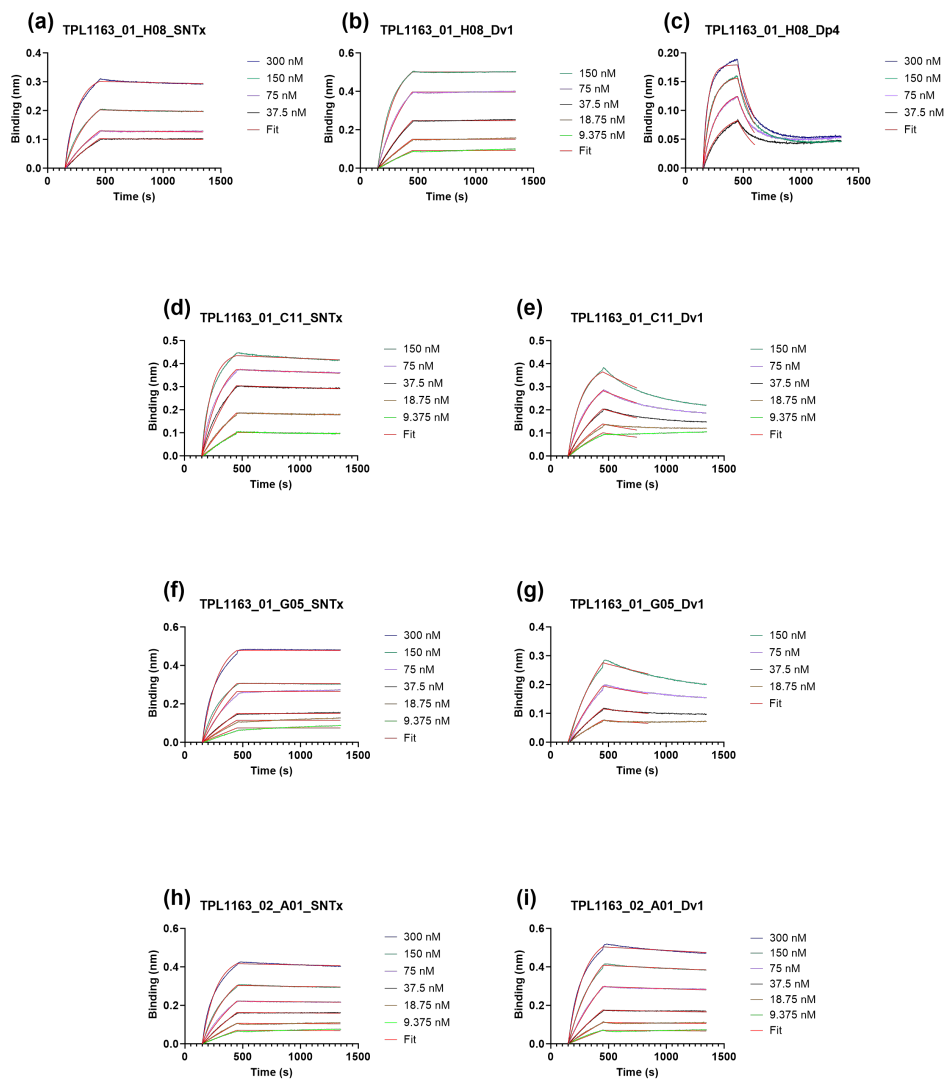 (a)
TPL1163_01_H08_SNTx
Binding (nm)
0.4
0.3
0.2
0.1
0.0
0 500 1000 1500
Time (s)
300 nM
150 nM
75 nM
37.5 nM
Fit
(b)
TPL1163_01_H08_Dv1
Binding (nm)
0.6
0.4
0.2
0.0
0 500 1000 1500
Time (s)
150 nM
75 nM
37.5 nM
18.75 nM
9.375 nM
Fit
(c)
TPL1163_01_H08_Dp4
Binding (nm)
0.20
0.15
0.10
0.05
0.00
0 500 1000 1500
Time (s)
300 nM
150 nM
75 nM
37.5 nM
Fit
(d)
TPL1163_01_C11_SNTx
Binding (nm)
0.5
0.4
0.3
0.2
0.1
0.0
0 500 1000 1500
Time (s)
150 nM
75 nM
37.5 nM
18.75 nM
9.375 nM
Fit
(e)
TPL1163_01_C11_Dv1
Binding (nm)
0.5
0.4
0.3
0.2
0.1
0.0
0 500 1000 1500
Time (s)
150 nM
75 nM
37.5 nM
18.75 nM
9.375 nM
Fit
(f)
TPL1163_01_G05_SNTx
Binding (nm)
0.6
0.4
0.2
0.0
0 500 1000 1500
Time (s)
300 nM
150 nM
75 nM
37.5 nM
18.75 nM
9.375 nM
Fit
(g)
TPL1163_01_G05_Dv1
Binding (nm)
0.4
0.3
0.2
0.1
0.0
0 500 1000 1500
Time (s)
150 nM
75 nM
37.5 nM
18.75 nM
Fit
(h)
TPL1163_02_A01_SNTx
Binding (nm)
0.6
0.4
0.2
0.0
0 500 1000 1500
Time (s)
300 nM
150 nM
75 nM
37.5 nM
18.75 nM
9.375 nM
Fit
(i)
TPL1163_02_A01_Dv1
Binding (nm)
0.6
0.4
0.2
0.0
0 500 1000 1500
Time (s)
300 nM
150 nM
75 nM
37.5 nM
18.75 nM
9.375 nM
Fit